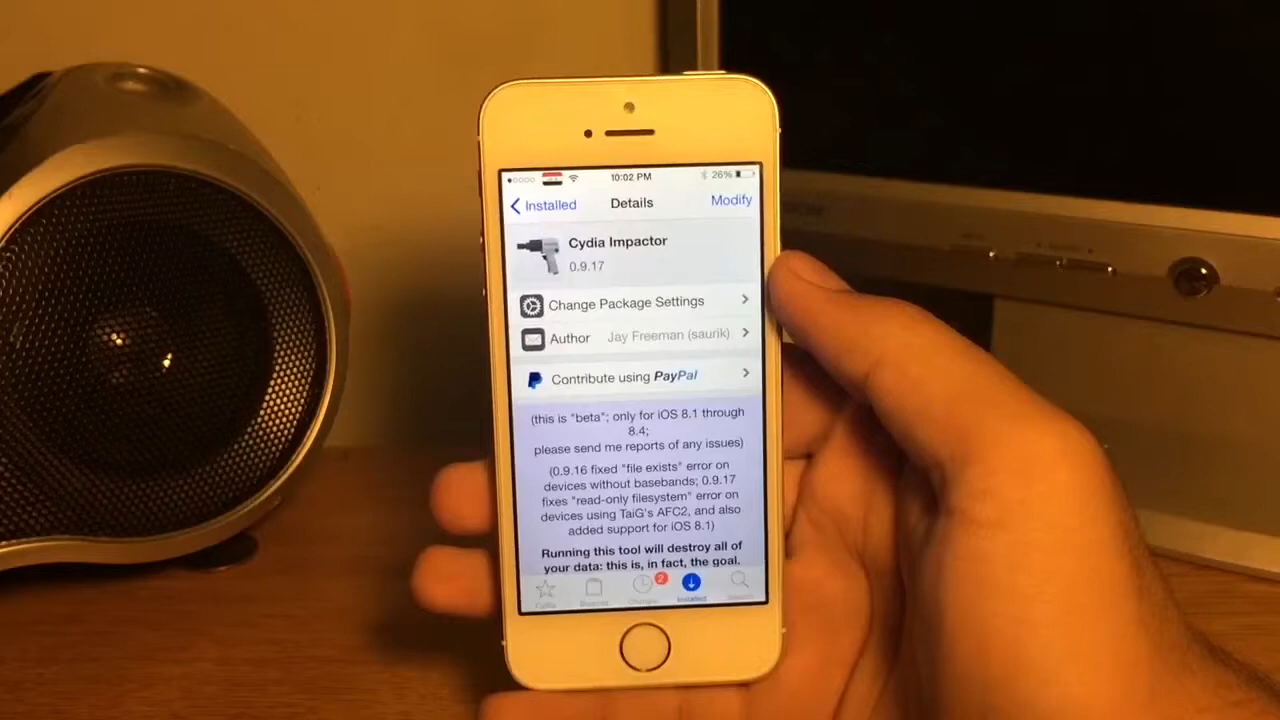 10:02 PM
26%
Installed
Details
Modify
Cydia Impactor
0.9.17
Change Package Settings
Author Jay Freeman (saurik)
Contribute using PayPal
(this is "beta"; only for iOS 8.1 through
8.4;
please send me reports of any issues)
(0.9.16 fixed "file exists" error on
devices without basebands; 0.9.17
fixes "read-only filesystem" error on
devices using TaiG's AFC2, and also
added support for iOS 8.1)
Running this tool will destroy all of
your data: this is, in fact, the goal.
2
Cydia
Changes
Installed
Search